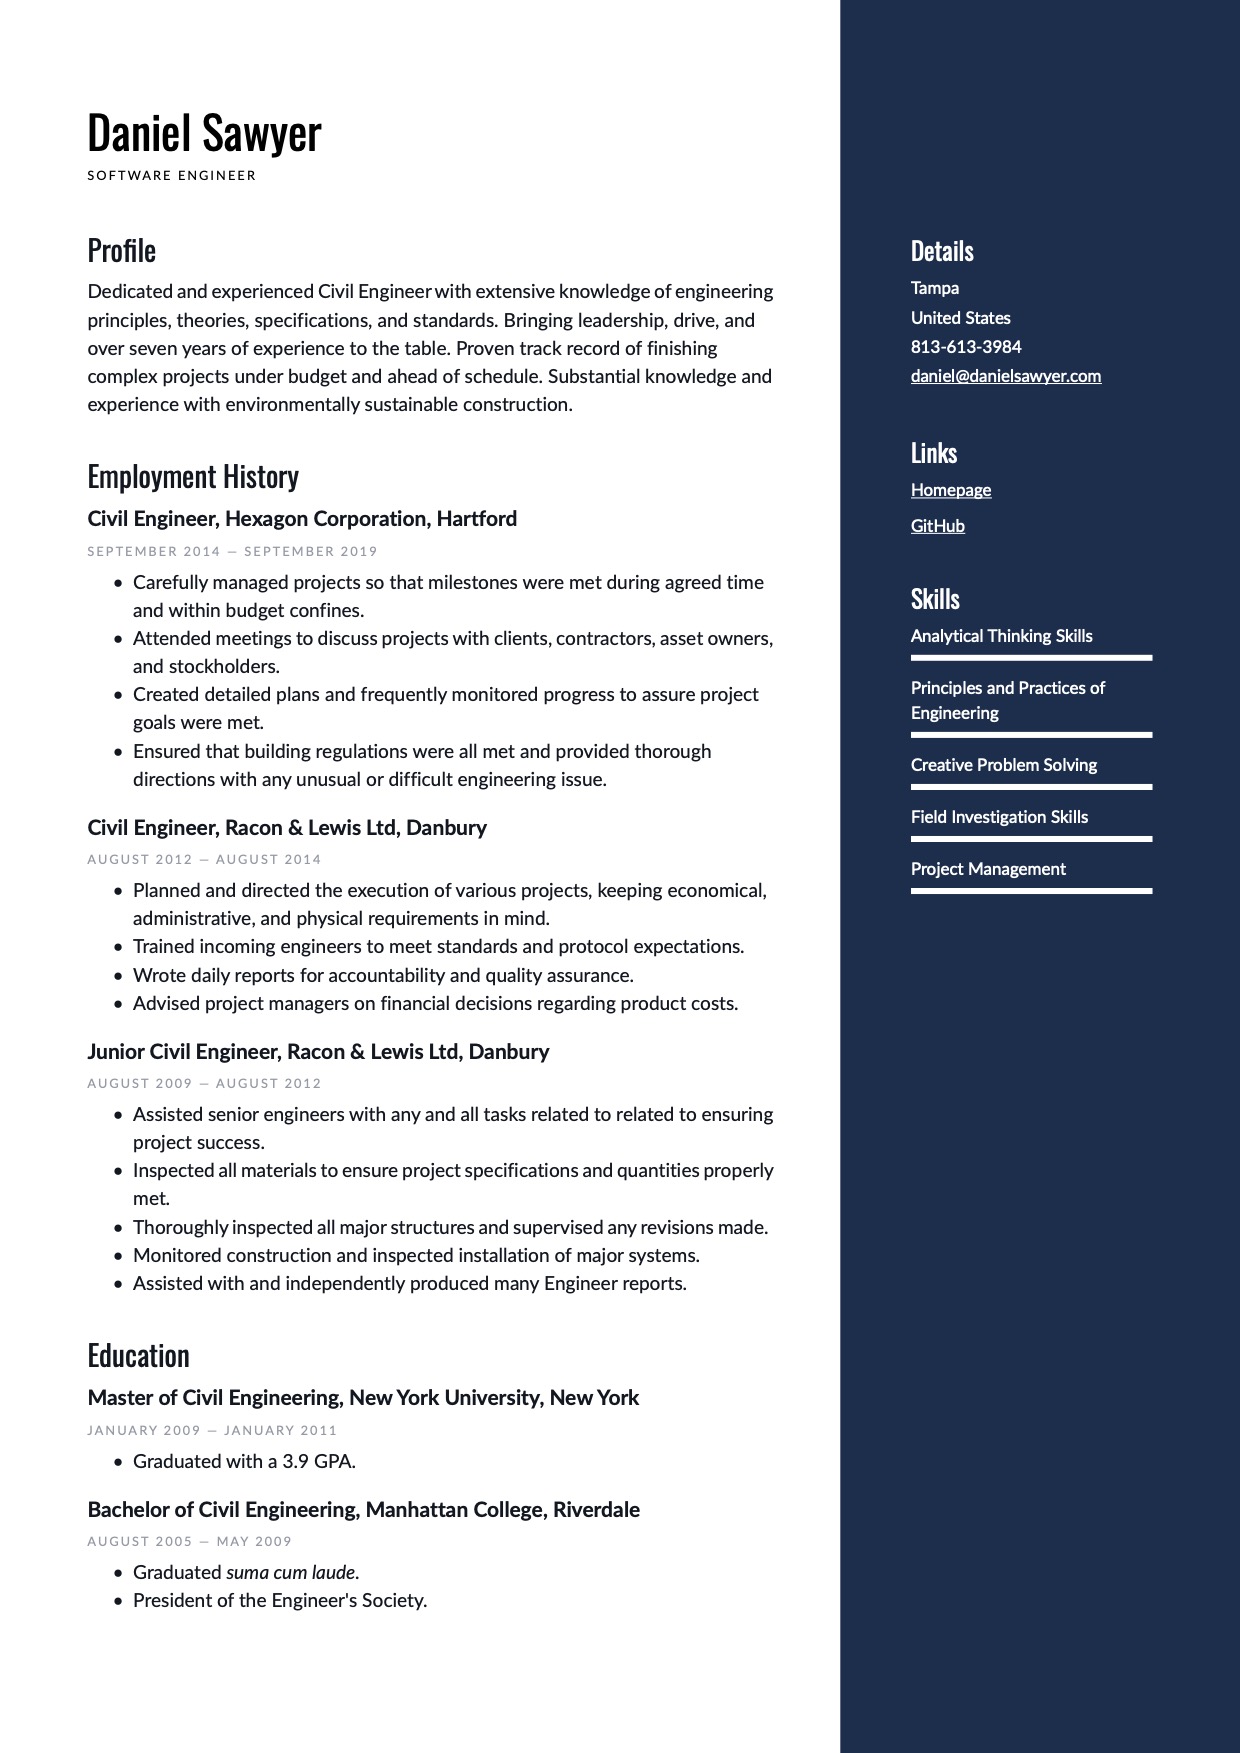 Daniel Sawyer
SOFTWARE ENGINEER
Profile
Dedicated and experienced Civil Engineer with extensive knowledge of engineering
principles, theories, specifications, and standards. Bringing leadership, drive, and
over seven years of experience to the table. Proven track record of finishing
complex projects under budget and ahead of schedule. Substantial knowledge and
experience with environmentally sustainable construction.
Employment History
Civil Engineer, Hexagon Corporation, Hartford
SEPTEMBER 2014 — SEPTEMBER 2019
• Carefully managed projects so that milestones were met during agreed time
and within budget confines.
• Attended meetings to discuss projects with clients, contractors, asset owners,
and stockholders.
• Created detailed plans and frequently monitored progress to assure project
goals were met.
• Ensured that building regulations were all met and provided thorough
directions with any unusual or difficult engineering issue.
Civil Engineer, Racon & Lewis Ltd, Danbury
AUGUST 2012 — AUGUST 2014
• Planned and directed the execution of various projects, keeping economical,
administrative, and physical requirements in mind.
• Trained incoming engineers to meet standards and protocol expectations.
• Wrote daily reports for accountability and quality assurance.
• Advised project managers on financial decisions regarding product costs.
Junior Civil Engineer, Racon & Lewis Ltd, Danbury
AUGUST 2009 — AUGUST 2012
• Assisted senior engineers with any and all tasks related to related to ensuring
project success.
• Inspected all materials to ensure project specifications and quantities properly
met.
• Thoroughly inspected all major structures and supervised any revisions made.
• Monitored construction and inspected installation of major systems.
• Assisted with and independently produced many Engineer reports.
Education
Master of Civil Engineering, New York University, New York
JANUARY 2009 — JANUARY 2011
• Graduated with a 3.9 GPA.
Bachelor of Civil Engineering, Manhattan College, Riverdale
AUGUST 2005 — MAY 2009
• Graduated suma cum laude.
• President of the Engineer's Society.
Details
Tampa
United States
813-613-3984
daniel@danielsawyer.com
Links
Homepage
GitHub
Skills
Analytical Thinking Skills
Principles and Practices of
Engineering
Creative Problem Solving
Field Investigation Skills
Project Management